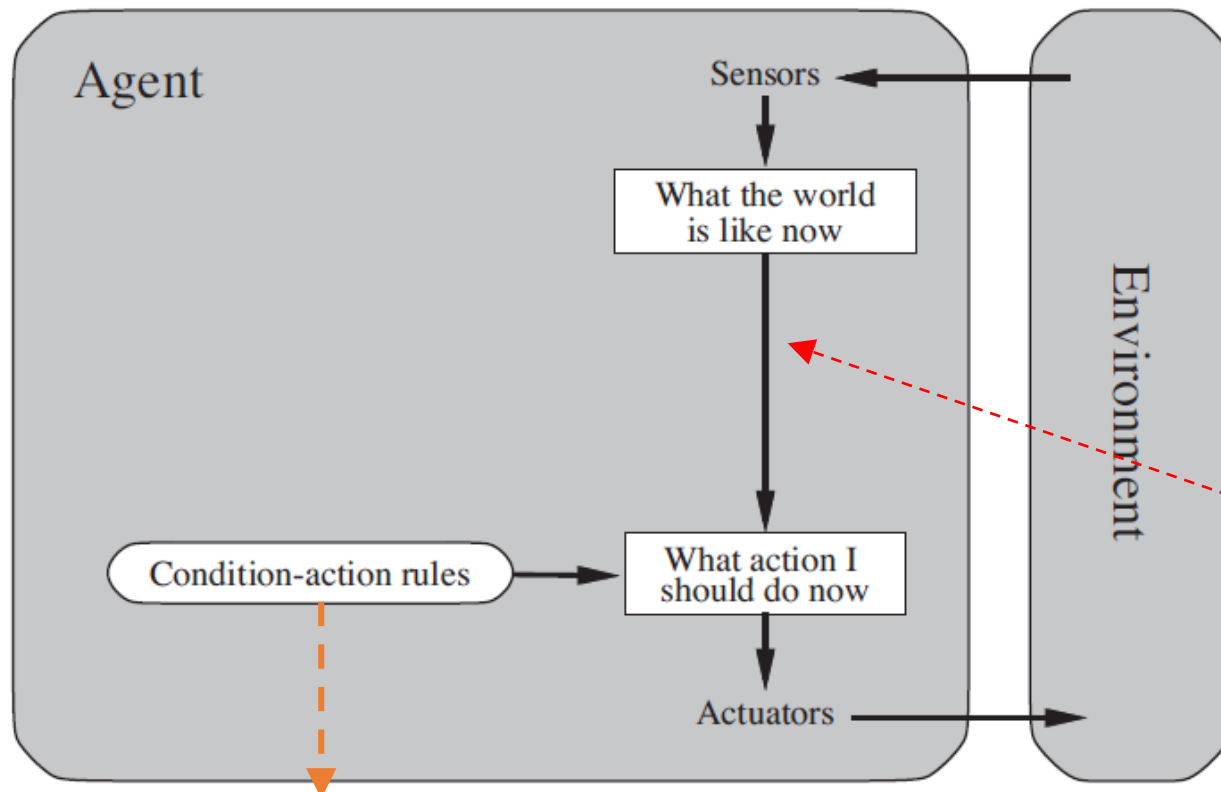 Agent
Sensors
What the world
is like now
Environment
Condition-action rules
What action I
should do now
Actuators